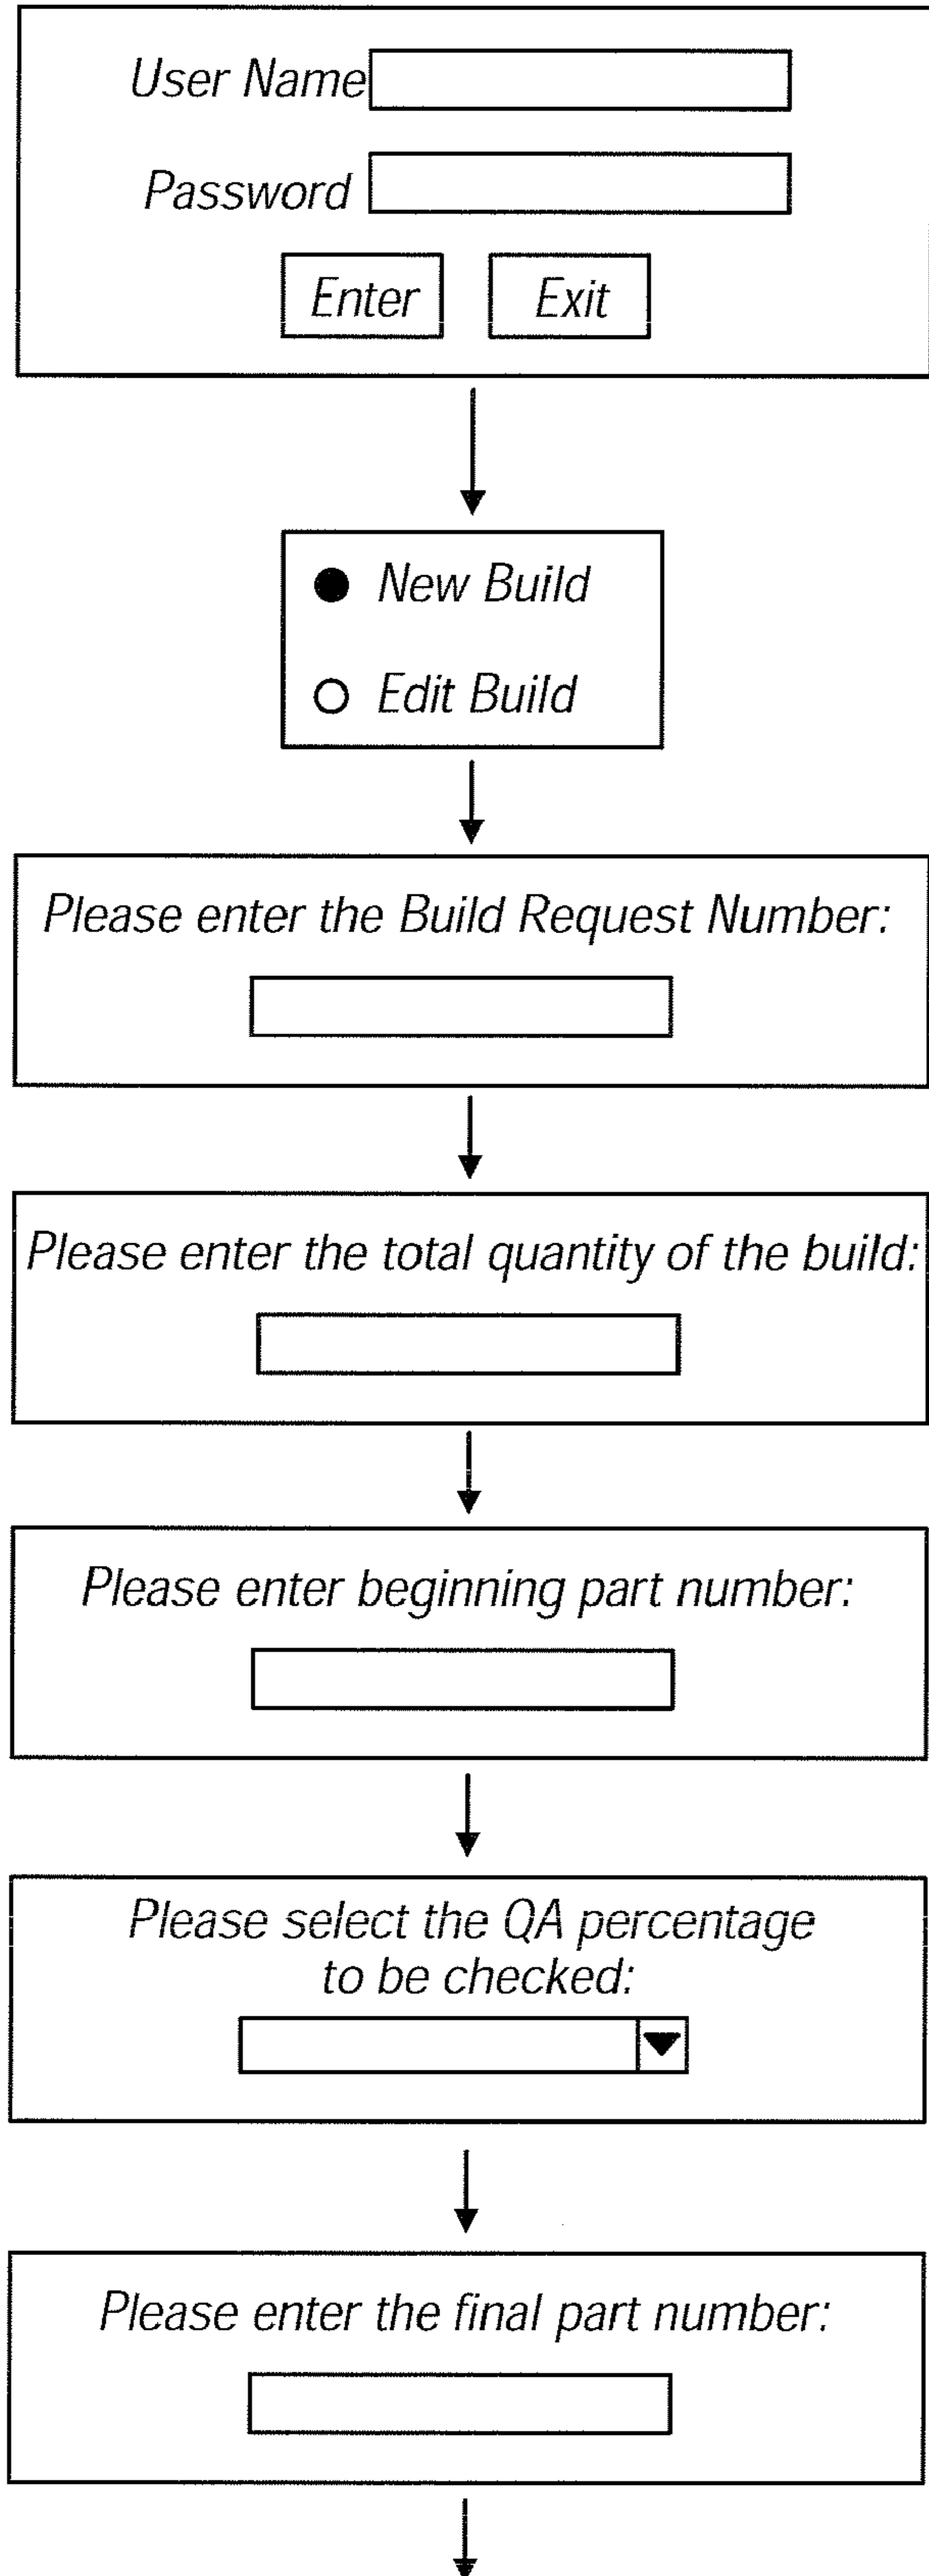 User Name
Password
Enter Exit
New Build
Edit Build
Please enter the Build Request Number:
Please enter the total quantity of the build:
Please enter beginning part number:
Please select the QA percentage
to be checked:
Please enter the final part number: